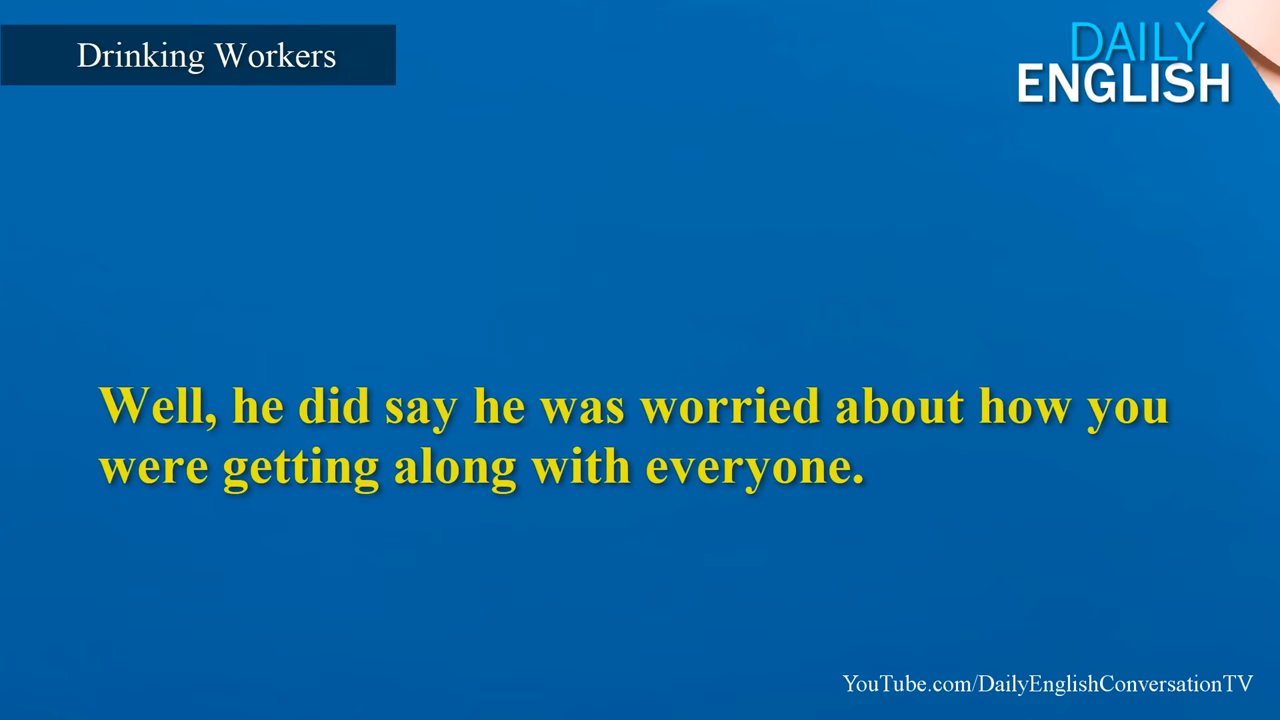 Drinking Workers
DAILY
ENGLISH
Well, he did say he was worried about how you
were getting along with everyone.
YouTube.com/DailyEnglishConversationTV